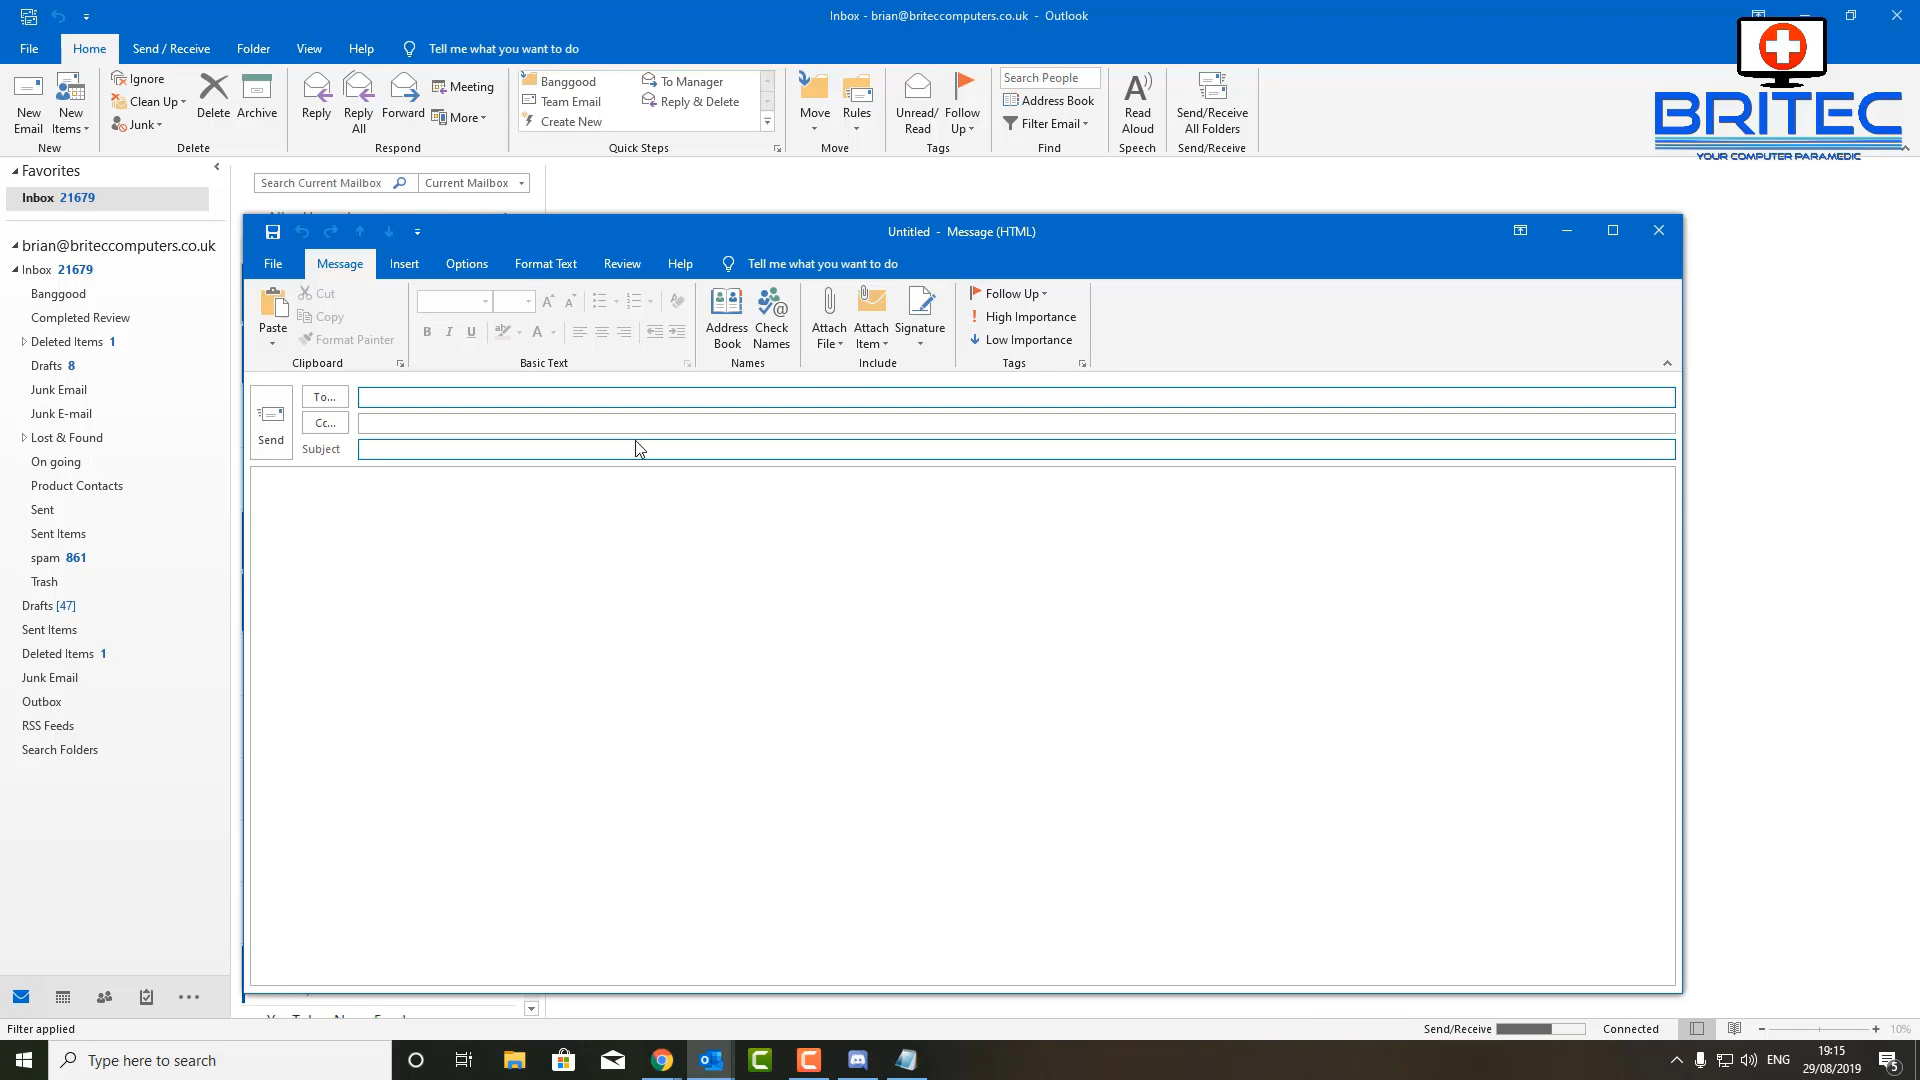 Inbox - brian@briteccomputers.co.uk - Outlook
File Home Send / Receive Folder View Help Tell me what you want to do
New Email
New Items
New
Ignore
Clean Up
Junk
Delete
Archive
Delete
Reply
Reply All
Forward
Meeting
More
Respond
Banggood
Team Email
Create New
To Manager
Reply & Delete
Quick Steps
Move
Rules
Move
Unread/ Read
Follow Up
Tags
Search People
Address Book
Filter Email
Find
Read Aloud
Speech
Send/Receive All Folders
Send/Receive
BRITEC
YOUR COMPUTER PARAMEDIC
Favorites
Inbox 21679
brian@briteccomputers.co.uk
Inbox 21679
Banggood
Completed Review
Deleted Items 1
Drafts 8
Junk Email
Junk E-mail
Lost & Found
On going
Product Contacts
Sent
Sent Items
spam 861
Trash
Drafts [47]
Sent Items
Deleted Items 1
Junk Email
Outbox
RSS Feeds
Search Folders
Search Current Mailbox
Current Mailbox
Untitled - Message (HTML)
File Message Insert Options Format Text Review Help Tell me what you want to do
Paste
Cut
Copy
Format Painter
Clipboard
B I U ab A
Basic Text
Address Book
Check Names
Names
Attach File
Attach Item
Signature
Include
Follow Up
High Importance
Low Importance
Tags
Send
To...
Cc...
Subject
Filter applied
Send/Receive
Connected
10%
Type here to search
ENG
19:15
29/08/2019
5